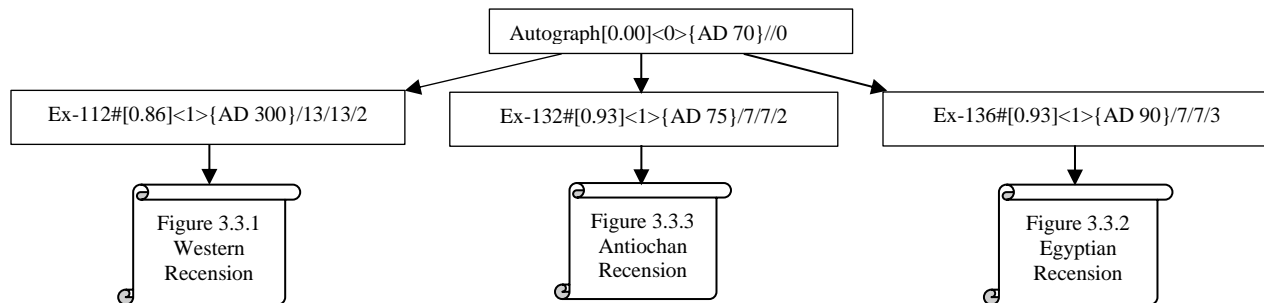 Autograph[0.00]<0>{AD 70}//0
Ex-112#[0.86]<1>{AD 300}/13/13/2
Ex-132#[0.93]<1>{AD 75}/7/7/2
Ex-136#[0.93]<1>{AD 90}/7/7/3
Figure 3.3.1
Western
Recension
Figure 3.3.3
Antiochan
Recension
Figure 3.3.2
Egyptian
Recension